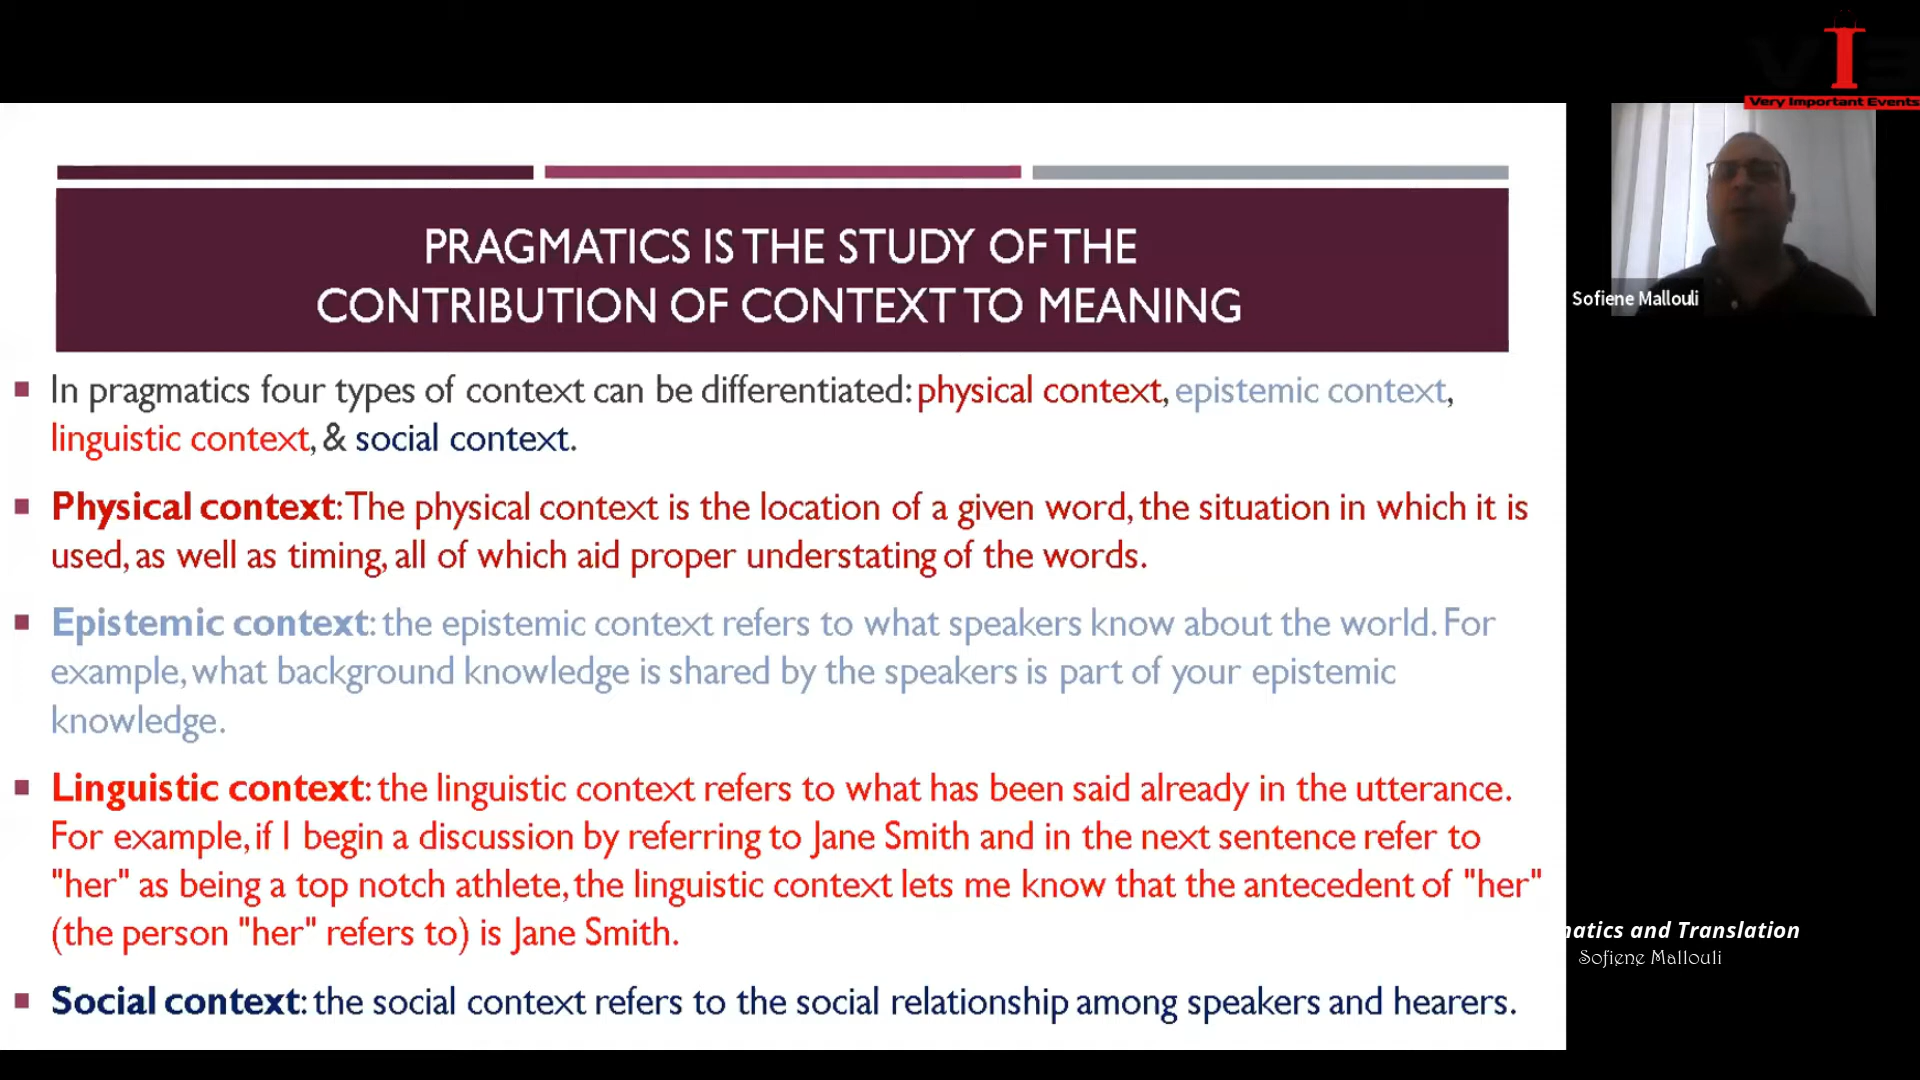 PRAGMATICS IS THE STUDY OF THE
CONTRIBUTION OF CONTEXT TO MEANING
In pragmatics four types of context can be differentiated: physical context, epistemic context,
linguistic context, & social context.
Physical context: The physical context is the location of a given word, the situation in which it is
used, as well as timing, all of which aid proper understating of the words.
Epistemic context: the epistemic context refers to what speakers know about the world. For
example, what background knowledge is shared by the speakers is part of your epistemic
knowledge.
Linguistic context: the linguistic context refers to what has been said already in the utterance.
For example, if I begin a discussion by referring to Jane Smith and in the next sentence refer to
"her" as being a top notch athlete, the linguistic context lets me know that the antecedent of "her"
(the person "her" refers to) is Jane Smith.
Social context: the social context refers to the social relationship among speakers and hearers.
VIE
Very Important Events
Sofiene Mallouli
and Translation
Sofiene Mallouli